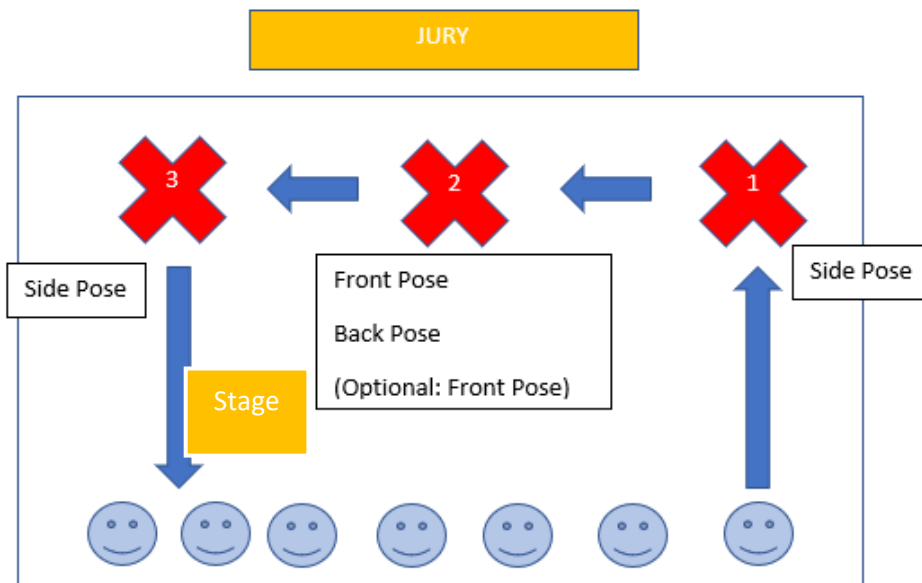 JURY
3
2
1
Side Pose
Front Pose
Back Pose
(Optional: Front Pose)
Side Pose
Stage